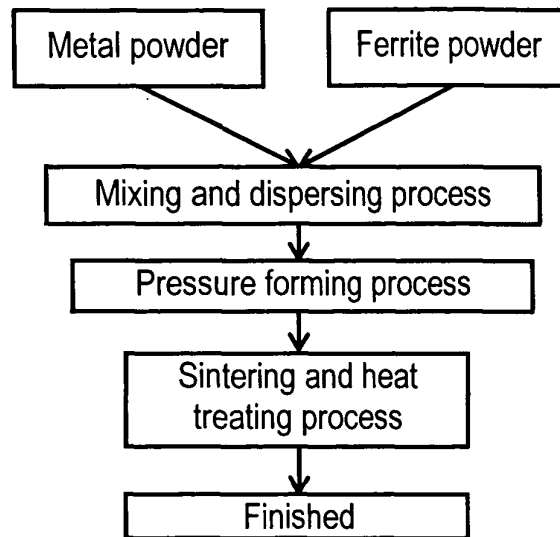 Metal powder
Ferrite powder
Mixing and dispersing process
Pressure forming process
Sintering and heat
treating process
Finished